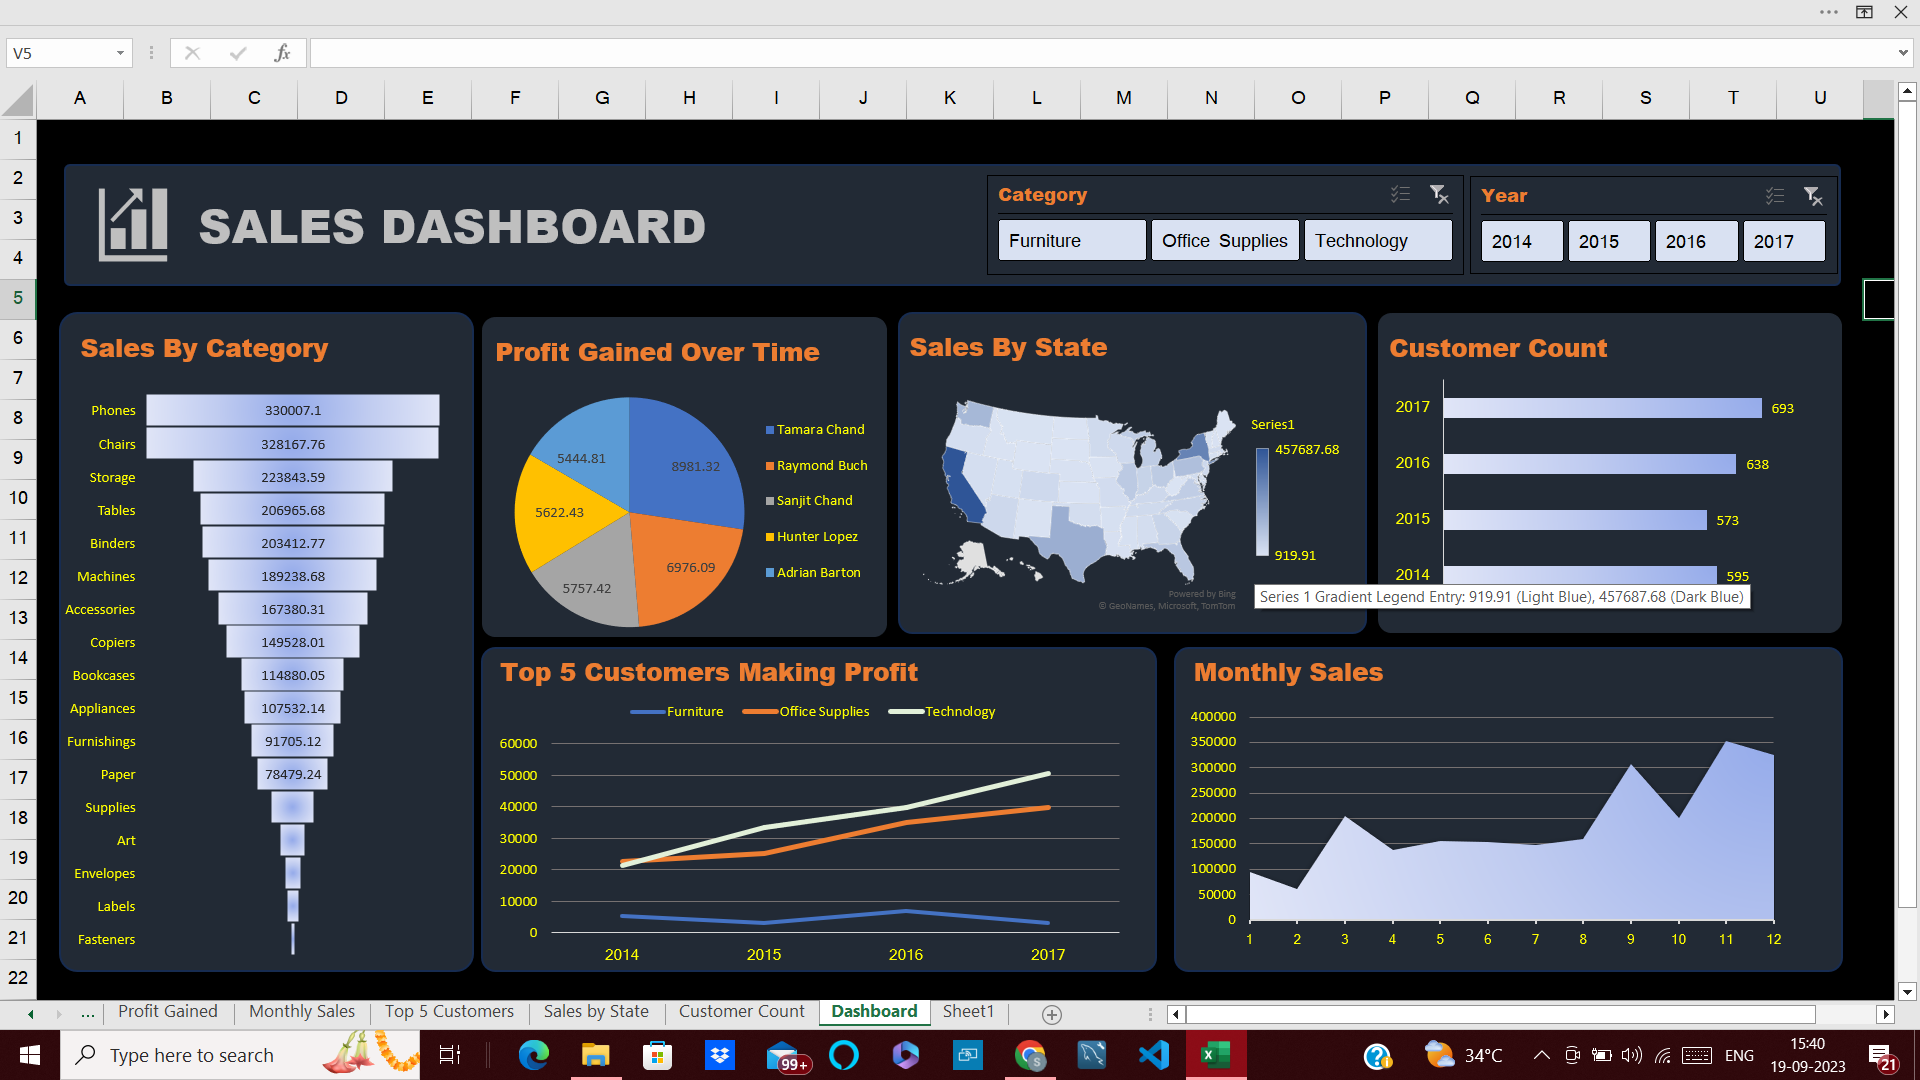 V5
fx
A B C D E F G H I J K L M N O P Q R S T U
1
2
3
4
5
6
7
8
9
10
11
12
13
14
15
16
17
18
19
20
21
22
SALES DASHBOARD
Category
Furniture
Office Supplies
Technology
Year
2014
2015
2016
2017
Sales By Category
Phones 330007.1
Chairs 328167.76
Storage 223843.59
Tables 206965.68
Binders 203412.77
Machines 189238.68
Accessories 167380.31
Copiers 149528.01
Bookcases 114880.05
Appliances 107532.14
Furnishings 91705.12
Paper 78479.24
Supplies
Art
Envelopes
Labels
Fasteners
Profit Gained Over Time
5444.81
8981.32
5622.43
6976.09
5757.42
Tamara Chand
Raymond Buch
Sanjit Chand
Hunter Lopez
Adrian Barton
Sales By State
Series1
457687.68
919.91
Powered by Bing
© GeoNames, Microsoft, TomTom
Series 1 Gradient Legend Entry: 919.91 (Light Blue), 457687.68 (Dark Blue)
Customer Count
2017 693
2016 638
2015 573
2014 595
Top 5 Customers Making Profit
Furniture Office Supplies Technology
60000
50000
40000
30000
20000
10000
0
2014 2015 2016 2017
Monthly Sales
400000
350000
300000
250000
200000
150000
100000
50000
0
1 2 3 4 5 6 7 8 9 10 11 12
... Profit Gained Monthly Sales Top 5 Customers Sales by State Customer Count Dashboard Sheet1
Type here to search
99+
S
34°C
ENG
15:40
19-09-2023
21